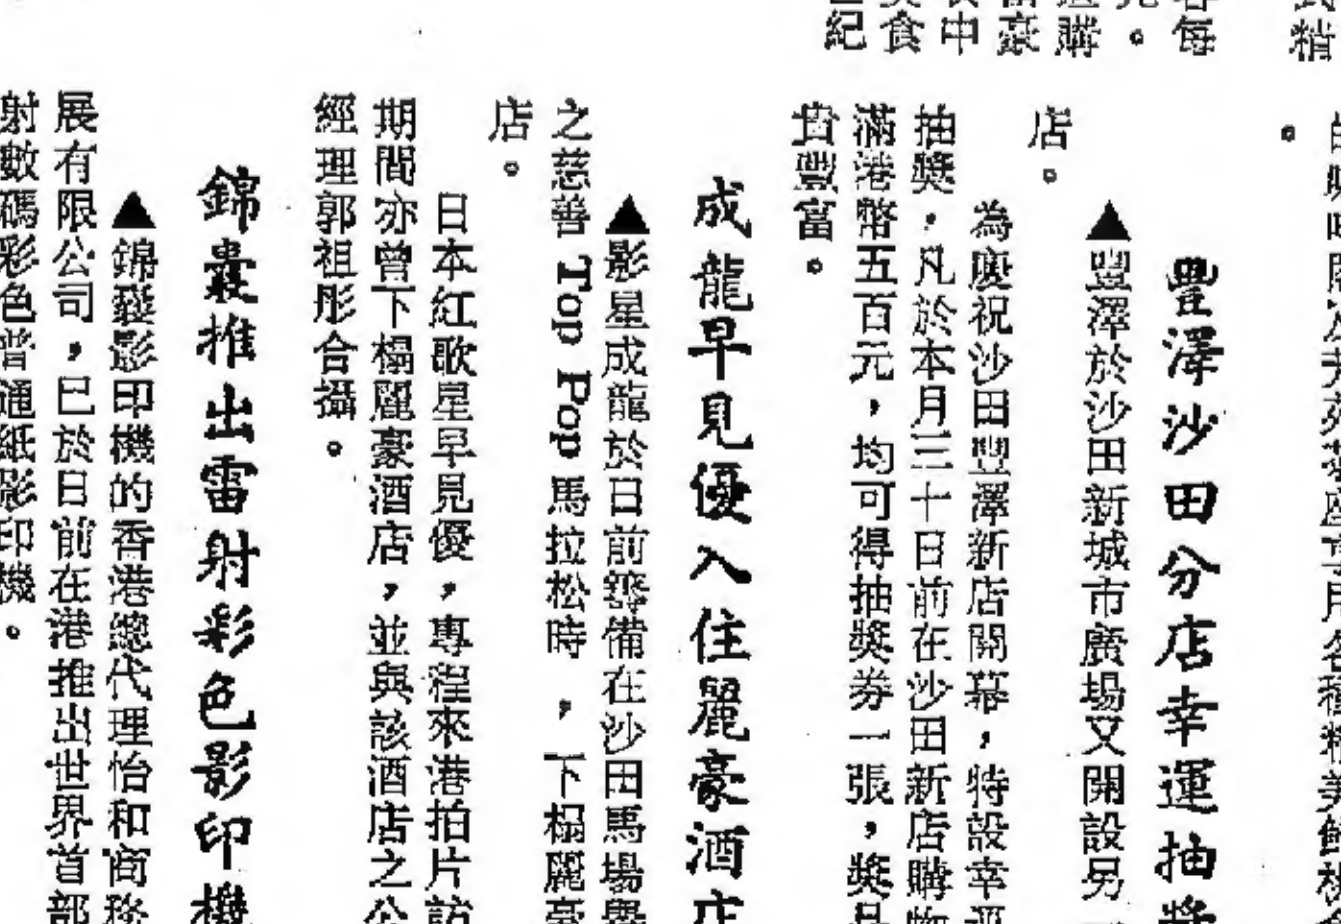 每
。
購
豪
中
食
紀
精
。
豐澤沙田分店幸運抽獎
▲豐澤於沙田新城市廣場又開設另
店。
為慶祝沙田豐澤新店開幕,特設幸運
抽獎,凡於本月三十日前在沙田新店購物
滿港幣五百元,均可得抽獎券一張,獎品
貴豐富。
成龍早見優入住麗豪酒店
▲影星成龍於日前籌備在沙田馬場舉
之慈善 Top Pop 馬拉松時,下榻麗豪
店。
日本紅歌星早見優,專程來港拍片訪
期間亦曾下榻麗豪酒店,並與該酒店之公
經理郭祖彤合攝。
錦囊推出雷射彩色影印機
▲錦囊影印機的香港總代理怡和商務
展有限公司,已於日前在港推出世界首部
射數碼彩色普通紙影印機。